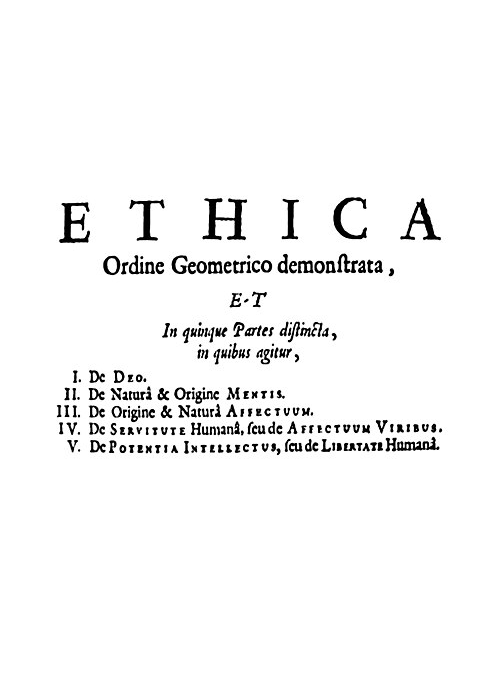 ETHICA
Ordine Geometrico demonſtrata,
ET
In quinque Partes diſtincta,
in quibus agitur,
I. De DEO.
II. De Naturâ & Origine MENTIS.
III. De Origine & Naturâ AFFECTUUM.
IV. De SERVITUTE Humanâ, ſeu de AFFECTUUM VIRIBUS.
V. De POTENTIA INTELLECTUS, ſeu de LIBERTATE Humanâ.